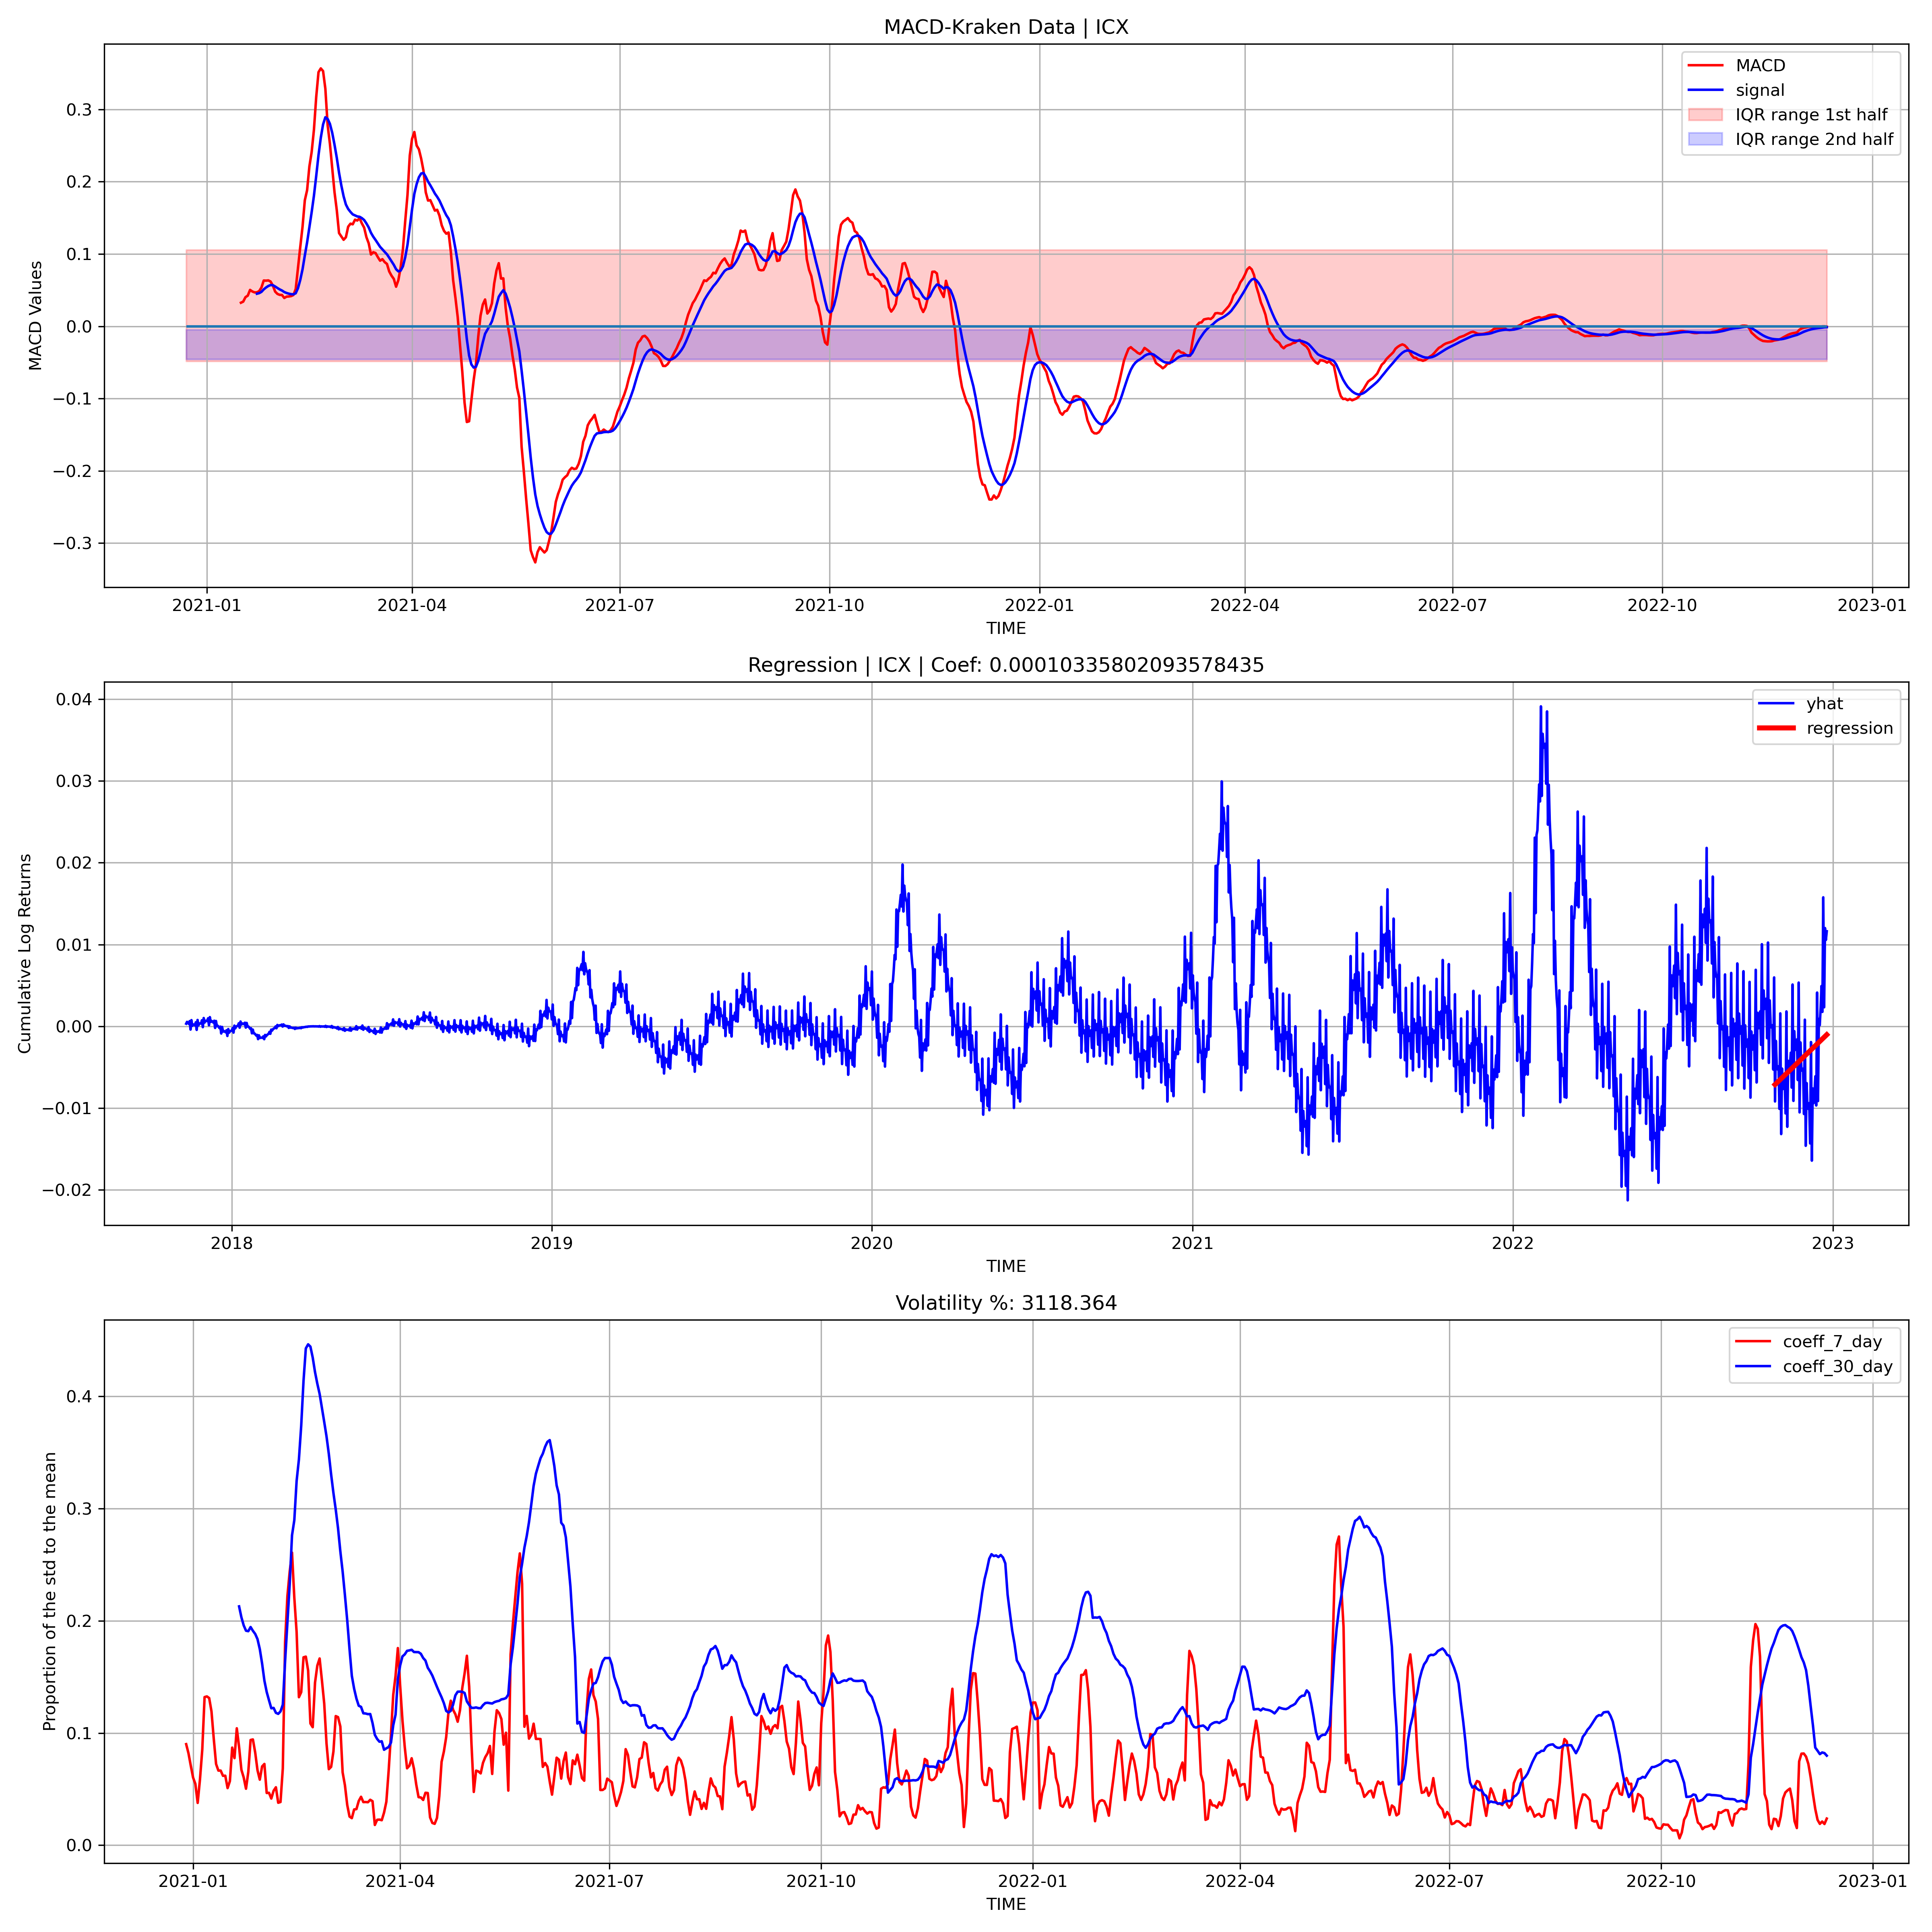 MACD-Kraken Data | ICX
MACD
signal
IQR range 1st half
IQR range 2nd half
MACD Values
0.3
0.2
0.1
0.0
−0.1
−0.2
−0.3
2021-01
2021-04
2021-07
2021-10
2022-01
2022-04
2022-07
2022-10
2023-01
TIME
Regression | ICX | Coef: 0.00010335802093578435
yhat
regression
Cumulative Log Returns
0.04
0.03
0.02
0.01
0.00
−0.01
−0.02
2018
2019
2020
2021
2022
2023
TIME
Volatility %: 3118.364
coeff_7_day
coeff_30_day
Proportion of the std to the mean
0.4
0.3
0.2
0.1
0.0
2021-01
2021-04
2021-07
2021-10
2022-01
2022-04
2022-07
2022-10
2023-01
TIME